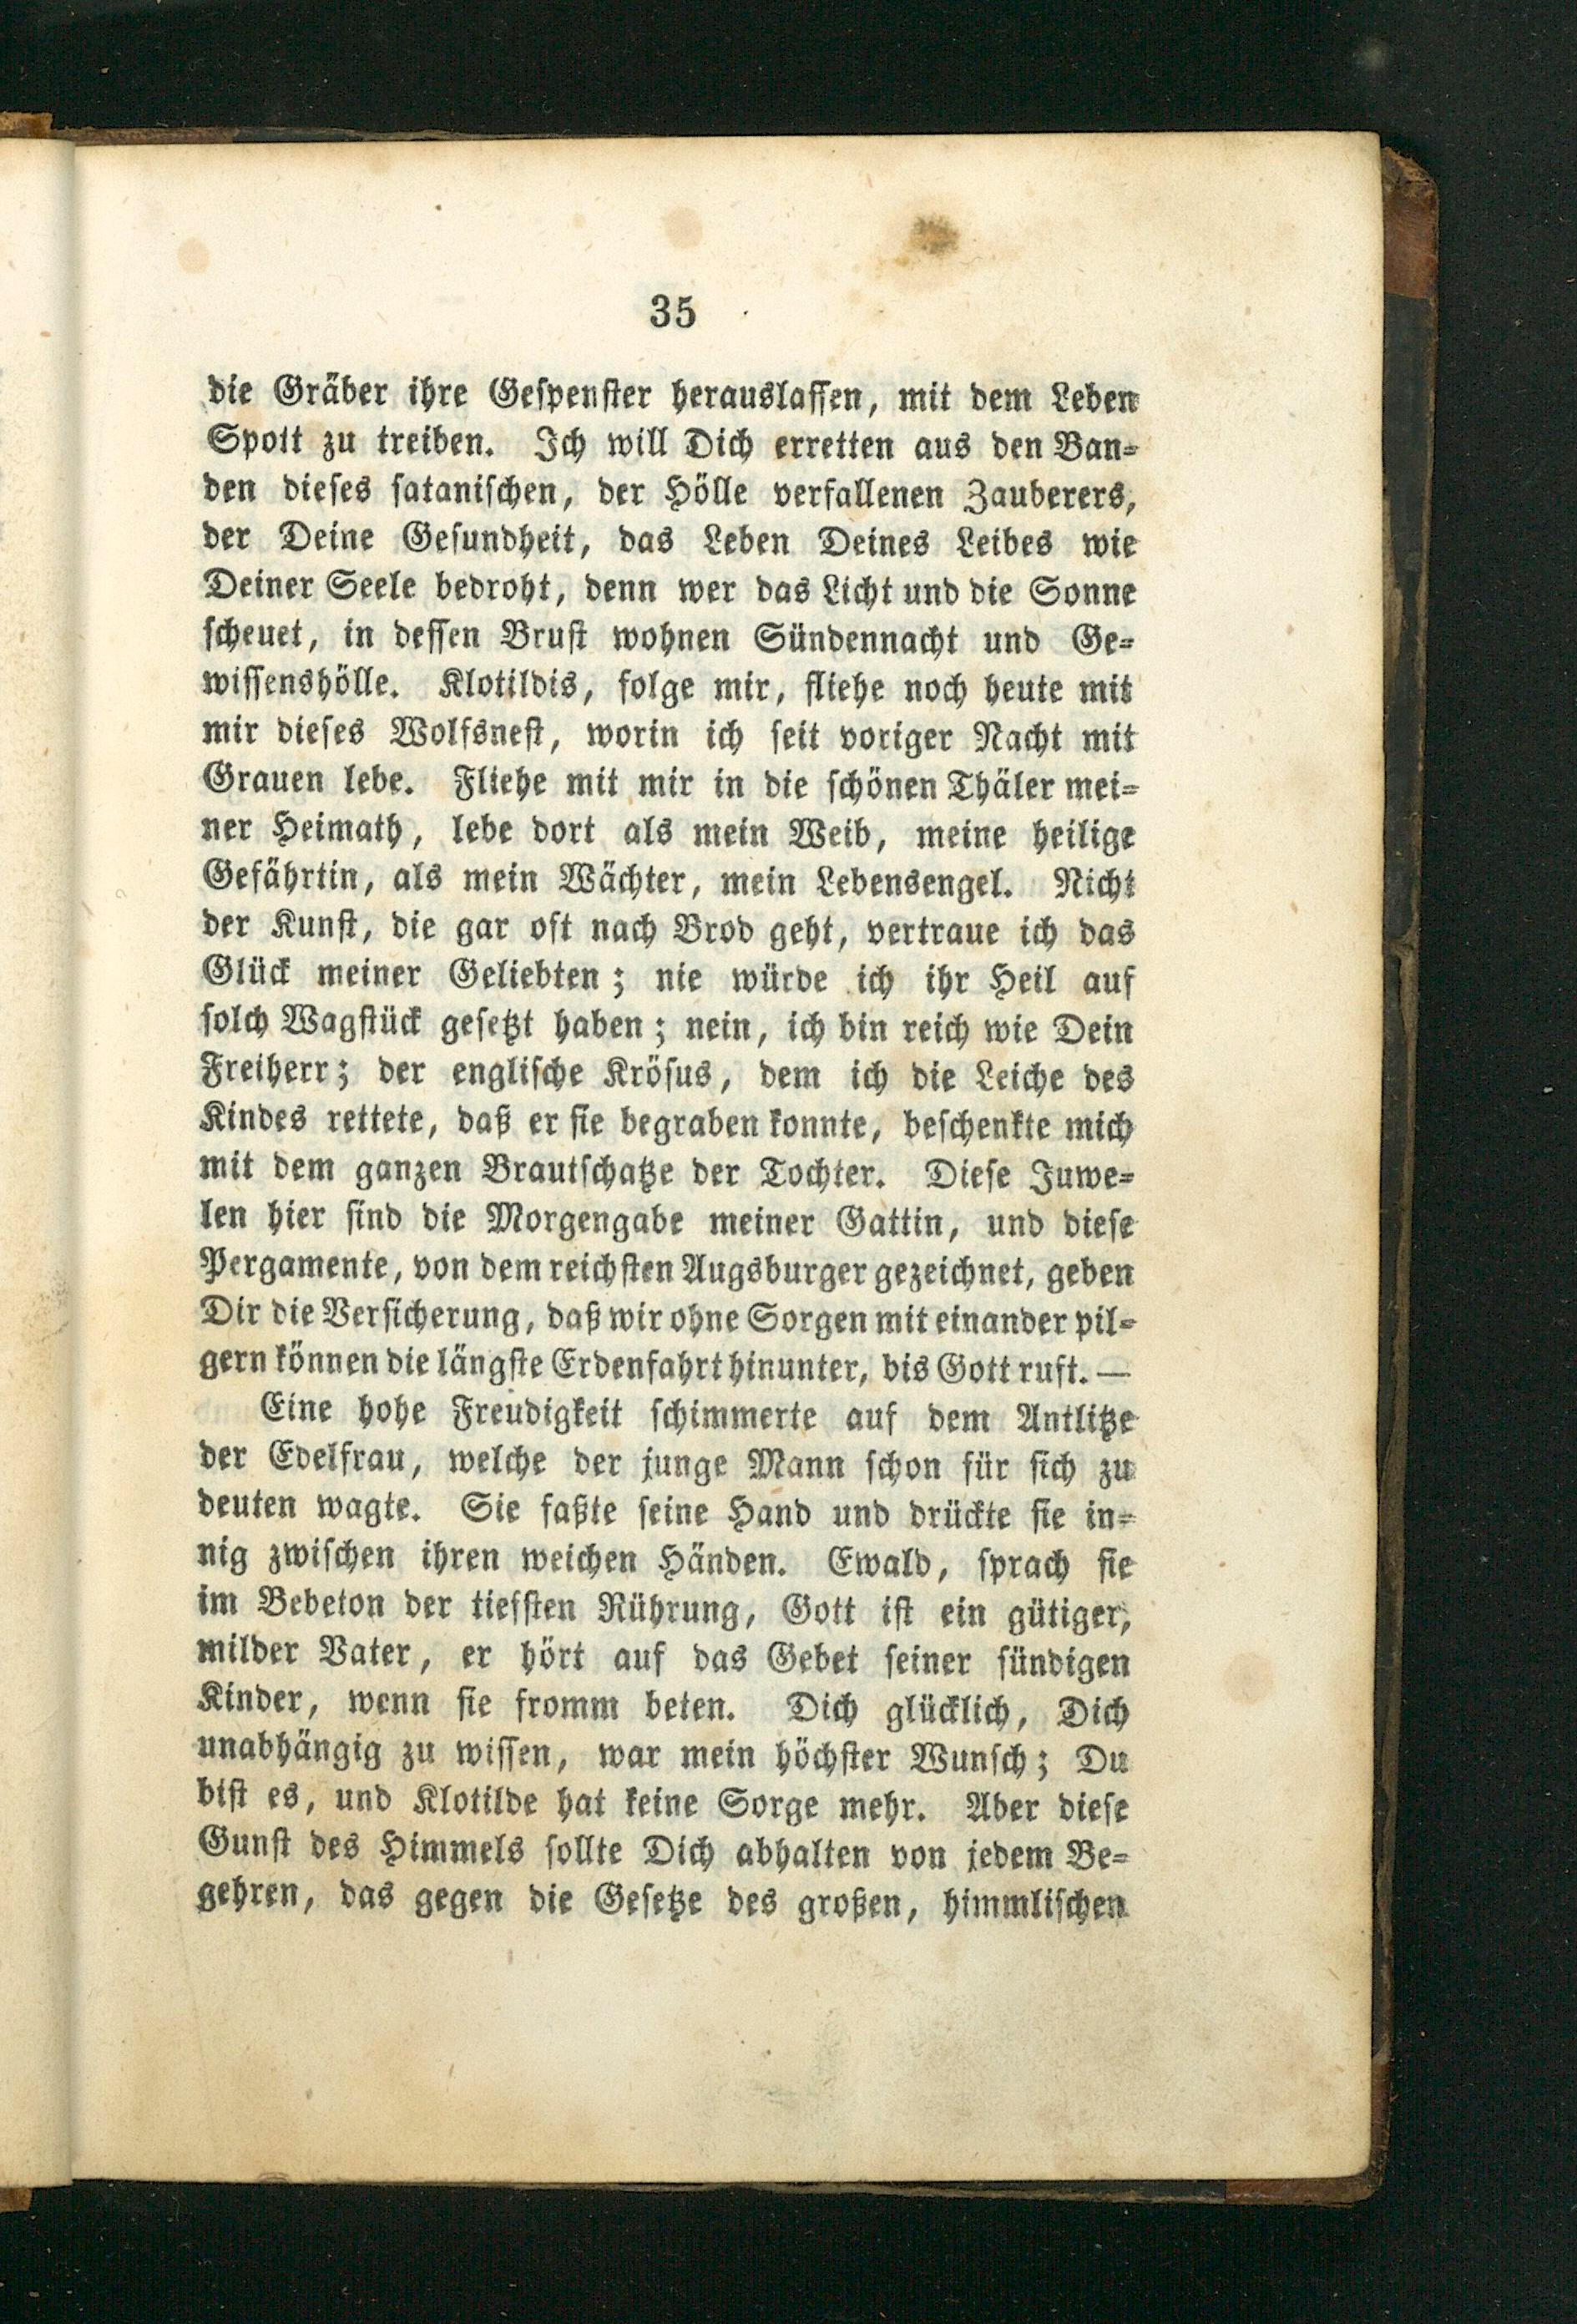 35
die Gräber ihre Gespenster herauslassen, mit dem Leben
Spott zu treiben. Ich will Dich erretten aus den Ban-
den dieses satanischen, der Hölle verfallenen Zauberers,
der Deine Gesundheit, das Leben Deines Leibes wie
Deiner Seele bedroht, denn wer das Licht und die Sonne
scheuet, in dessen Brust wohnen Sündennacht und Ge-
wissenshölle. Klotildis, folge mir, fliehe noch heute mit
mir dieses Wolfsnest, worin ich seit voriger Nacht mit
Grauen lebe. Fliehe mit mir in die schönen Thäler mei-
ner Heimath, lebe dort als mein Weib, meine heilige
Gefährtin, als mein Wächter, mein Lebensengel. Nicht
der Kunst, die gar oft nach Brod geht, vertraue ich das
Glück meiner Geliebten; nie würde ich ihr Heil auf
solch Wagstück gesetzt haben; nein, ich bin reich wie Dein
Freiherr; der englische Krösus, dem ich die Leiche des
Kindes rettete, daß er sie begraben konnte, beschenkte mich
mit dem ganzen Brautschatze der Tochter. Diese Juwe-
len hier sind die Morgengabe meiner Gattin, und diese
Pergamente, von dem reichsten Augsburger gezeichnet, geben
Dir die Versicherung, daß wir ohne Sorgen mit einander pil-
gern können die längste Erdenfahrt hinunter, bis Gott ruft. —
Eine hohe Freudigkeit schimmerte auf dem Antlitze
der Edelfrau, welche der junge Mann schon für sich zu
deuten wagte. Sie faßte seine Hand und drückte sie in-
nig zwischen ihren weichen Händen. Ewald, sprach sie
im Bebeton der tiefsten Rührung, Gott ist ein gütiger,
milder Vater, er hört auf das Gebet seiner sündigen
Kinder, wenn sie fromm beten. Dich glücklich, Dich
unabhängig zu wissen, war mein höchster Wunsch; Du
bist es, und Klotilde hat keine Sorge mehr. Aber diese
Gunst des Himmels sollte Dich abhalten von jedem Be-
gehren, das gegen die Gesetze des großen, himmlischen